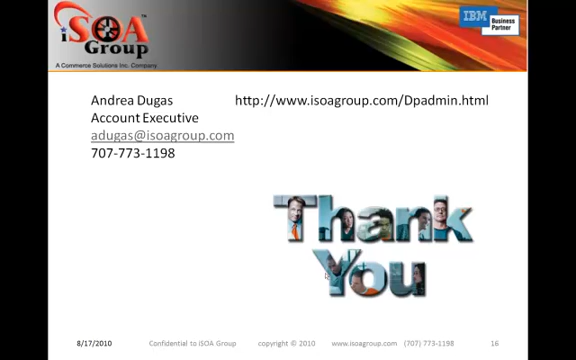 iSOA
Group
A Commerce Solutions Inc. Company
IBM
Business
Partner
Andrea Dugas http://www.isoagroup.com/Dpadmin.html
Account Executive
adugas@isoagroup.com
707-773-1198
Thank
You
8/17/2010 Confidential to iSOA Group copyright © 2010 www.isoagroup.com (707) 773-1198 16